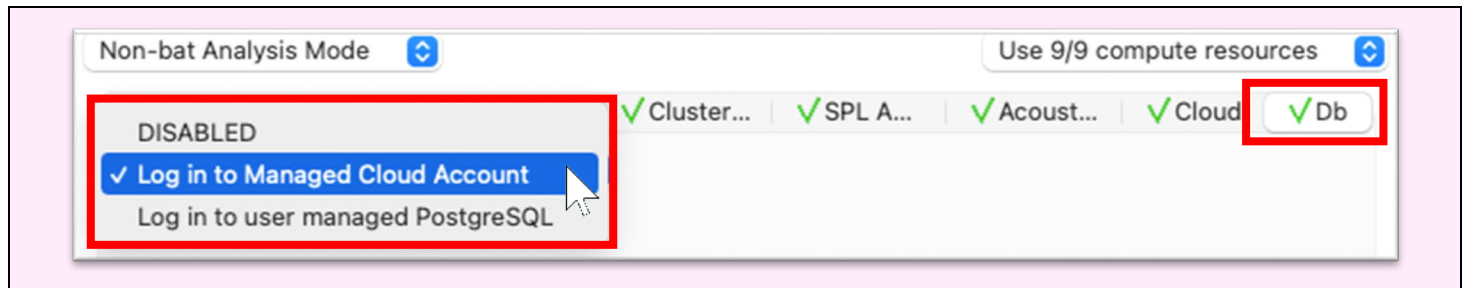 Non-bat Analysis Mode Use 9/9 compute resources
✓Cluster... ✓SPL A... ✓Acoust... ✓Cloud ✓Db
DISABLED
✓ Log in to Managed Cloud Account
Log in to user managed PostgreSQL